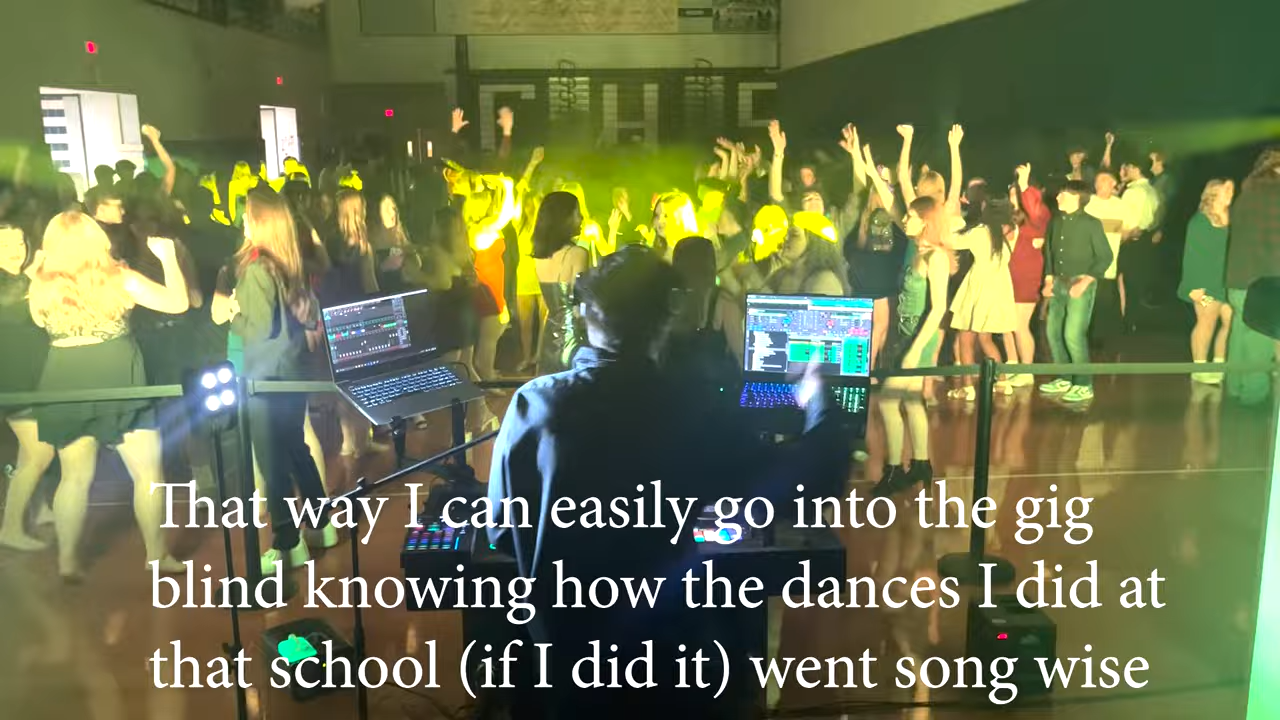 THS
That way I can easily go into the gig
blind knowing how the dances I did at
that school (if I did it) went song wise